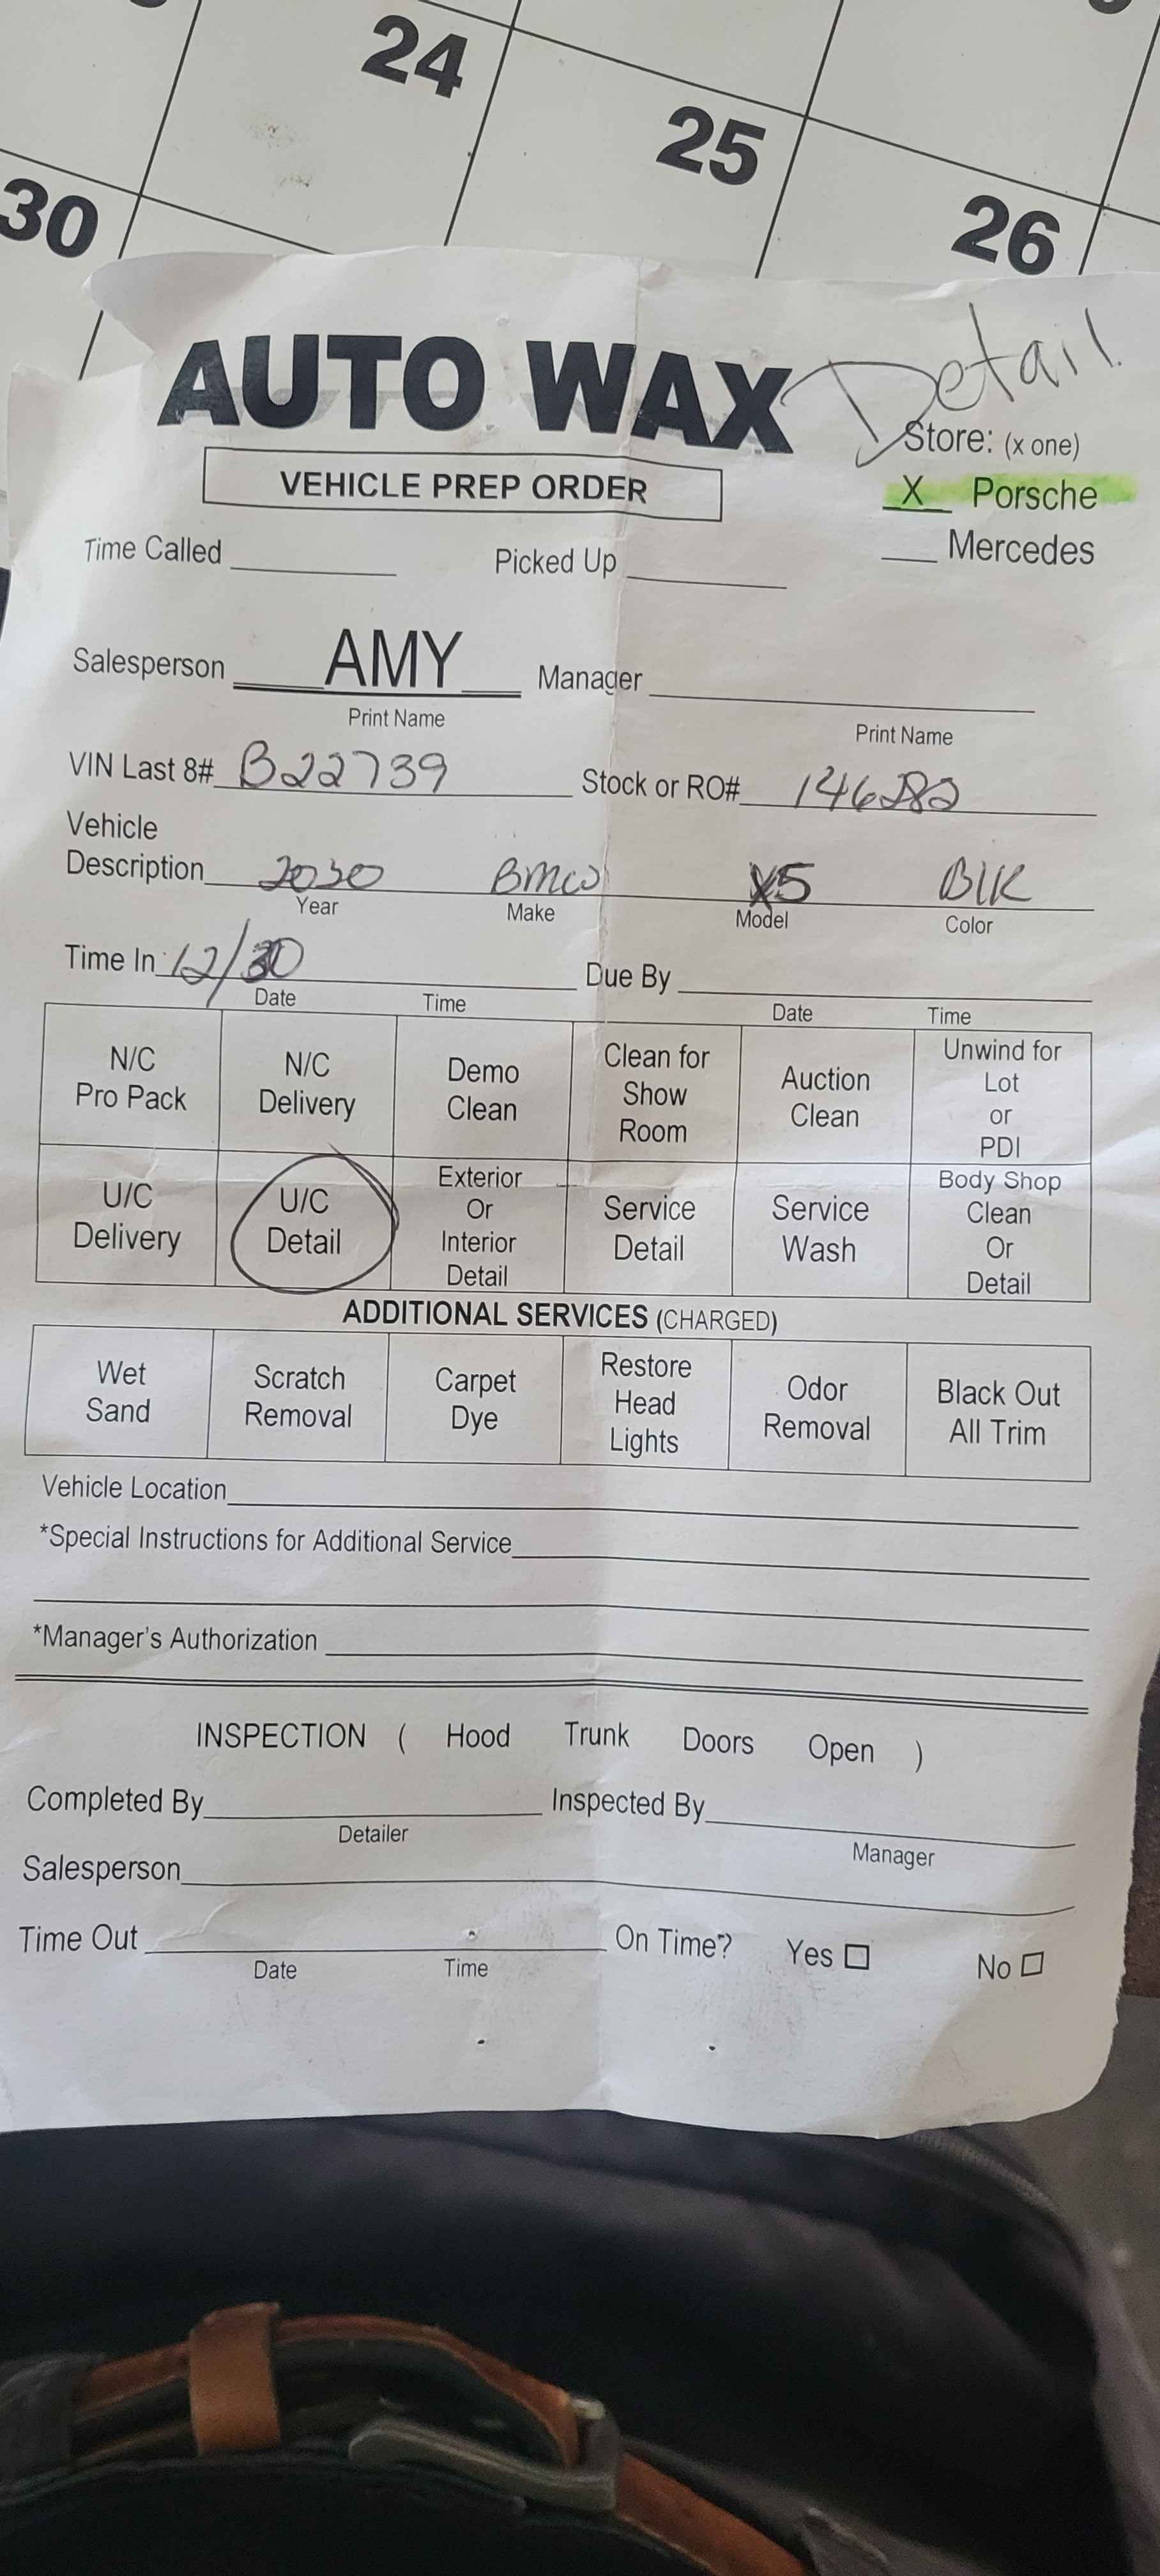 24
25
30
26
AUTO WAX Detail
Store: (x one)
VEHICLE PREP ORDER
X Porsche
Time Called Picked Up Mercedes
Salesperson AMY Manager
Print Name Print Name
VIN Last 8# B22739 Stock or RO# 146282
Vehicle
Description 2020 BMW X5 Blk
Year Make Model Color
Time In 12/30 Due By
Date Time Date Time
N/C Pro Pack N/C Delivery Demo Clean Clean for Show Room Auction Clean Unwind for Lot or PDI
U/C Delivery U/C Detail Exterior Or Interior Detail Service Detail Service Wash Body Shop Clean Or Detail
ADDITIONAL SERVICES (CHARGED)
Wet Sand Scratch Removal Carpet Dye Restore Head Lights Odor Removal Black Out All Trim
Vehicle Location
*Special Instructions for Additional Service
*Manager's Authorization
INSPECTION ( Hood Trunk Doors Open )
Completed By Inspected By
Detailer Manager
Salesperson
Time Out On Time? Yes No
Date Time